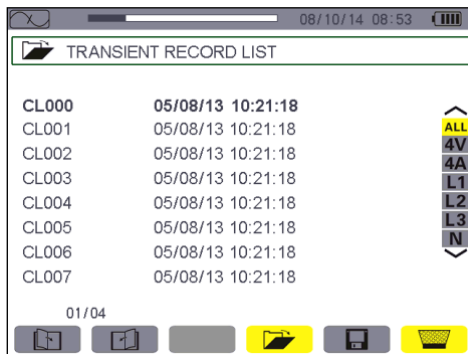 08/10/14 08:53
TRANSIENT RECORD LIST
CL000 05/08/13 10:21:18
CL001 05/08/13 10:21:18
CL002 05/08/13 10:21:18
CL003 05/08/13 10:21:18
CL004 05/08/13 10:21:18
CL005 05/08/13 10:21:18
CL006 05/08/13 10:21:18
CL007 05/08/13 10:21:18
ALL
4V
4A
L1
L2
L3
N
01/04